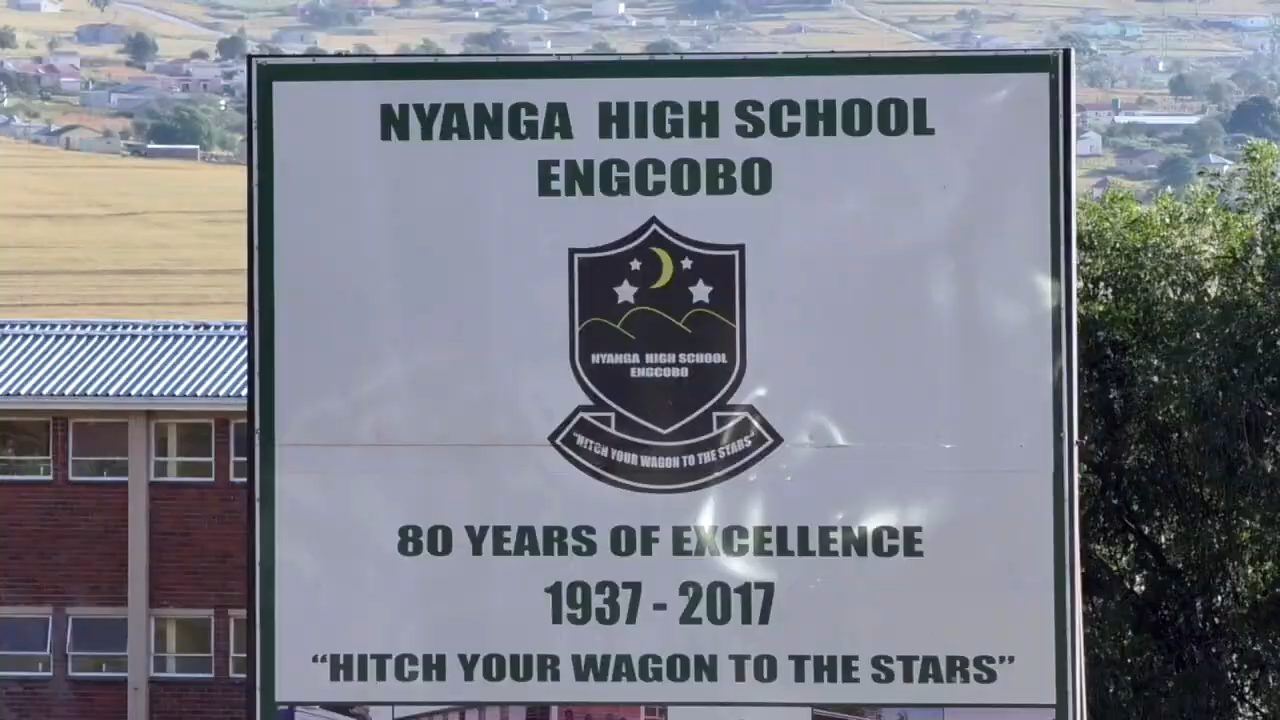 NYANGA HIGH SCHOOL
ENGCOBO
NYANGA HIGH SCHOOL
ENGCOBO
"HITCH YOUR WAGON TO THE STARS"
80 YEARS OF EXCELLENCE
1937 - 2017
“HITCH YOUR WAGON TO THE STARS”